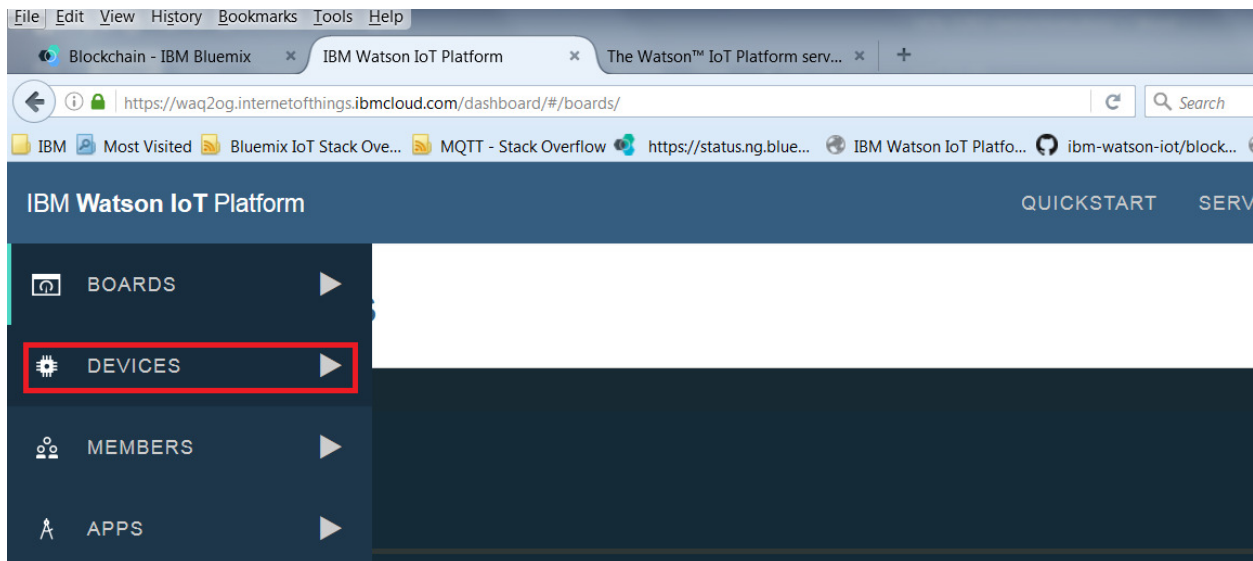 File Edit View History Bookmarks Tools Help
Blockchain - IBM Bluemix × IBM Watson IoT Platform × The Watson™ IoT Platform serv... × +
https://waq2og.internetofthings.ibmcloud.com/dashboard/#/boards/ Search
IBM Most Visited Bluemix IoT Stack Ove... MQTT - Stack Overflow https://status.ng.blue... IBM Watson IoT Platfo... ibm-watson-iot/block...
IBM Watson IoT Platform QUICKSTART SERV
BOARDS
DEVICES
MEMBERS
APPS